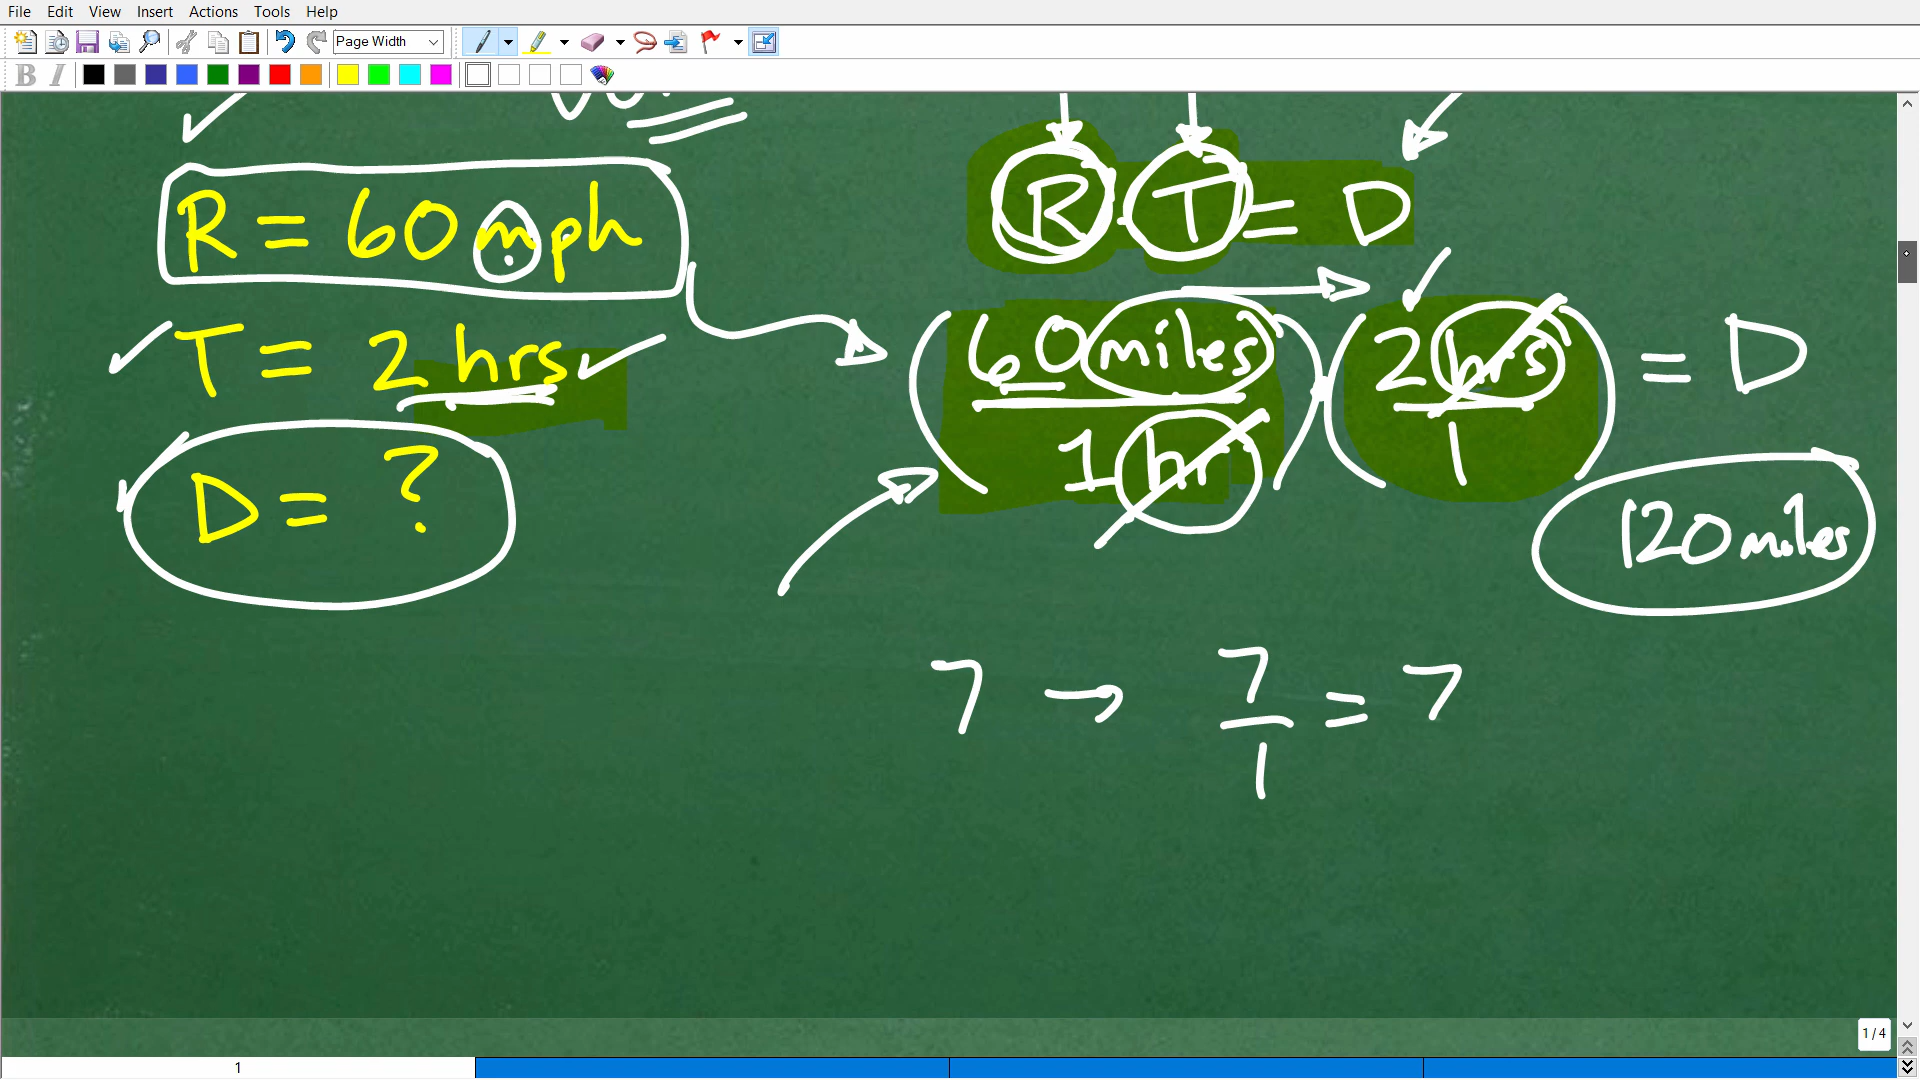 File Edit View Insert Actions Tools Help
Page Width
B I
R = 60 mph
T = 2 hrs
D = ?
R · T = D
(60 miles / 1 hr) · (2 hrs / 1) = D
120 miles
7 → 7/1 = 7
1/4
1